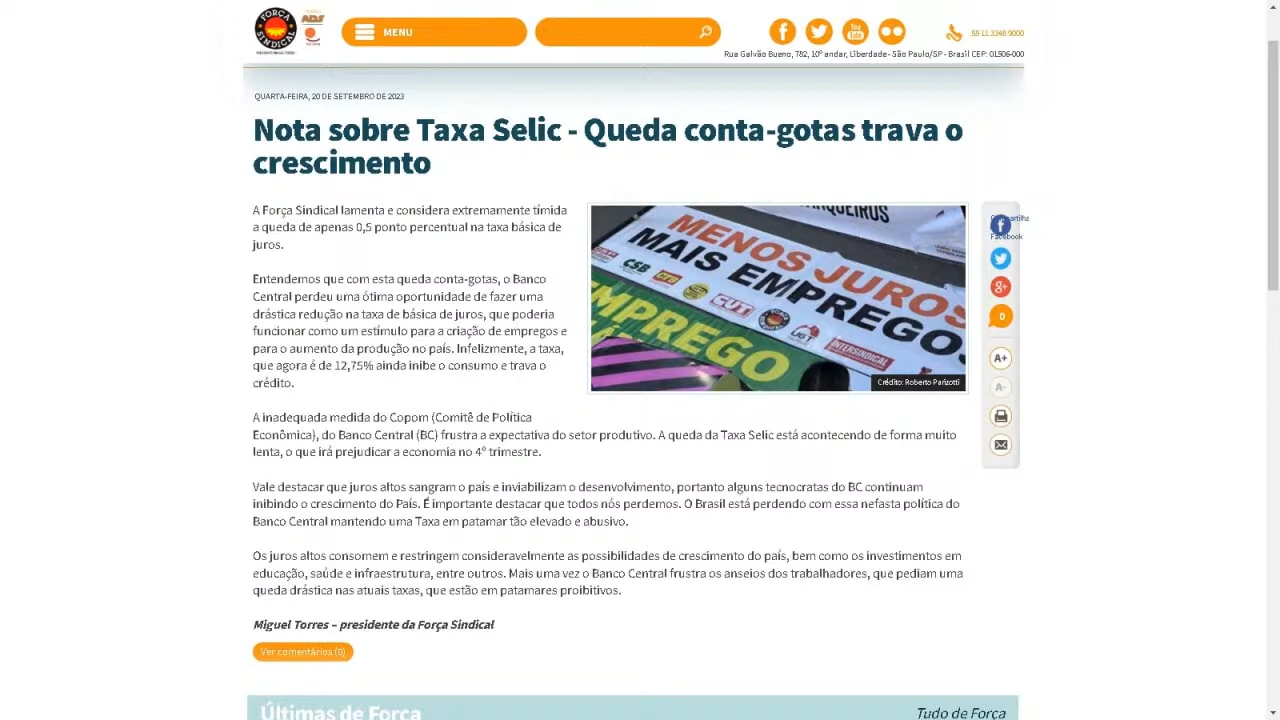 FORÇA
SINDICAL
MENU
You
Tube
55 11 3348 9000
Rua Galvão Bueno, 782, 10º andar, Liberdade - São Paulo/SP - Brasil CEP: 01506-000
QUARTA-FEIRA, 20 DE SETEMBRO DE 2023
Nota sobre Taxa Selic - Queda conta-gotas trava o
crescimento
A Força Sindical lamenta e considera extremamente tímida
a queda de apenas 0,5 ponto percentual na taxa básica de
juros.
Entendemos que com esta queda conta-gotas, o Banco
Central perdeu uma ótima oportunidade de fazer uma
drástica redução na taxa de básica de juros, que poderia
funcionar como um estímulo para a criação de empregos e
para o aumento da produção no país. Infelizmente, a taxa,
que agora é de 12,75% ainda inibe o consumo e trava o
crédito.
MENOS JUROS
MAIS EMPREGO
CSB
CTB
CUT
UGT
INTERSINDICAL
EMPREGO
Crédito: Roberto Parizotti
Facebook
0
A+
A-
A inadequada medida do Copom (Comitê de Política
Econômica), do Banco Central (BC) frustra a expectativa do setor produtivo. A queda da Taxa Selic está acontecendo de forma muito
lenta, o que irá prejudicar a economia no 4º trimestre.
Vale destacar que juros altos sangram o país e inviabilizam o desenvolvimento, portanto alguns tecnocratas do BC continuam
inibindo o crescimento do País. É importante destacar que todos nós perdemos. O Brasil está perdendo com essa nefasta política do
Banco Central mantendo uma Taxa em patamar tão elevado e abusivo.
Os juros altos consomem e restringem consideravelmente as possibilidades de crescimento do país, bem como os investimentos em
educação, saúde e infraestrutura, entre outros. Mais uma vez o Banco Central frustra os anseios dos trabalhadores, que pediam uma
queda drástica nas atuais taxas, que estão em patamares proibitivos.
Miguel Torres – presidente da Força Sindical
Ver comentários (0)
Últimas de Força
Tudo de Força